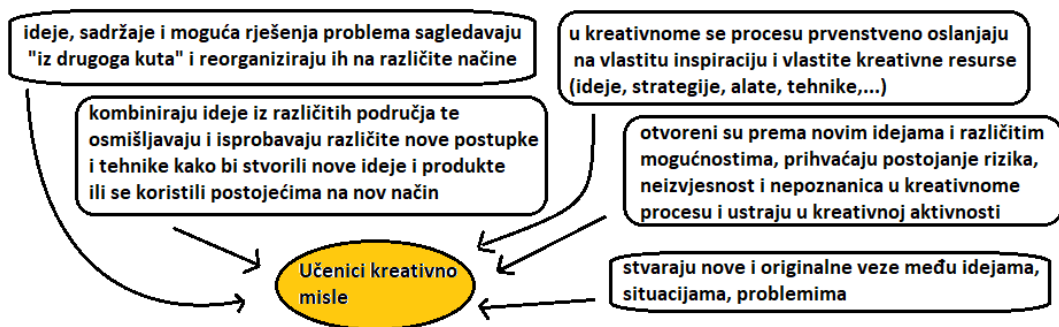 ideje, sadržaje i moguća rješenja problema sagledavaju
"iz drugoga kuta" i reorganiziraju ih na različite načine
u kreativnome se procesu prvenstveno oslanjaju
na vlastitu inspiraciju i vlastite kreativne resurse
(ideje, strategije, alate, tehnike,...)
kombiniraju ideje iz različitih područja te
osmišljavaju i isprobavaju različite nove postupke
i tehnike kako bi stvorili nove ideje i produkte
ili se koristili postojećima na nov način
otvoreni su prema novim idejama i različitim
mogućnostima, prihvaćaju postojanje rizika,
neizvjesnost i nepoznanica u kreativnome
procesu i ustraju u kreativnoj aktivnosti
Učenici kreativno
misle
stvaraju nove i originalne veze među idejama,
situacijama, problemima